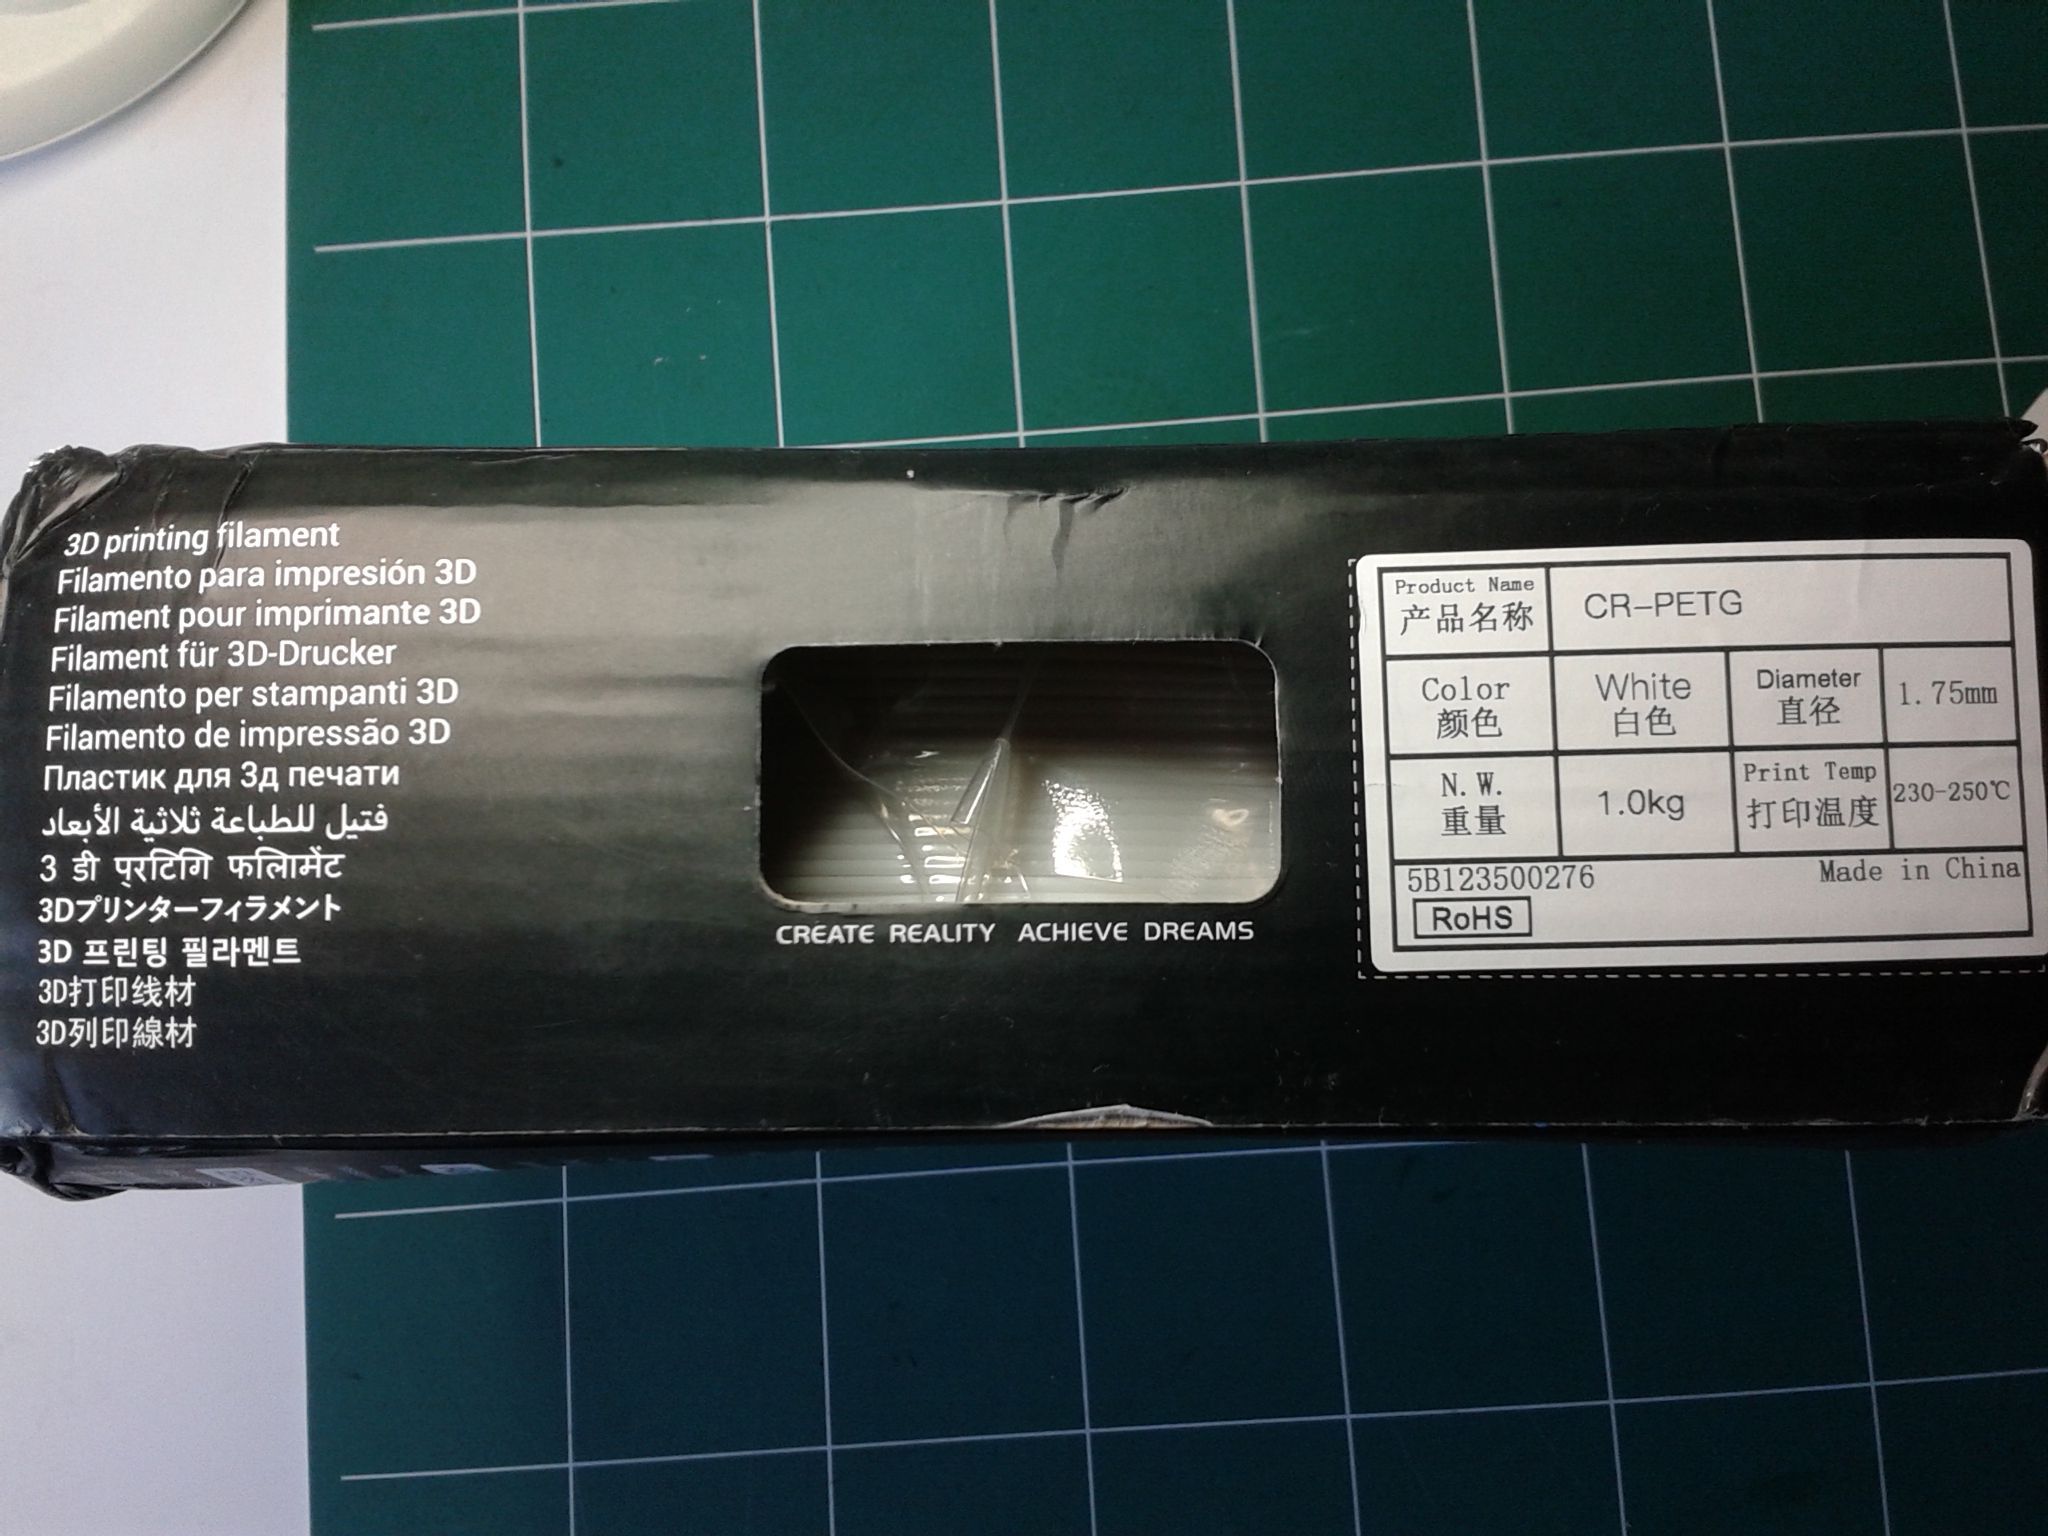 3D printing filament
Filamento para impresión 3D
Filament pour imprimante 3D
Filament für 3D-Drucker
Filamento per stampanti 3D
Filamento de impressão 3D
Пластик для 3д печати
فتيل للطباعة ثلاثية الأبعاد
3 डी प्रटिंगि फलिामेंट
3Dプリンターフィラメント
3D 프린팅 필라멘트
3D打印线材
3D列印線材
CREATE REALITY ACHIEVE DREAMS
Product Name
产品名称
CR-PETG
Color
颜色
White
白色
Diameter
直径
1.75mm
N.W.
重量
1.0kg
Print Temp
打印温度
230-250℃
5B123500276
Made in China
RoHS